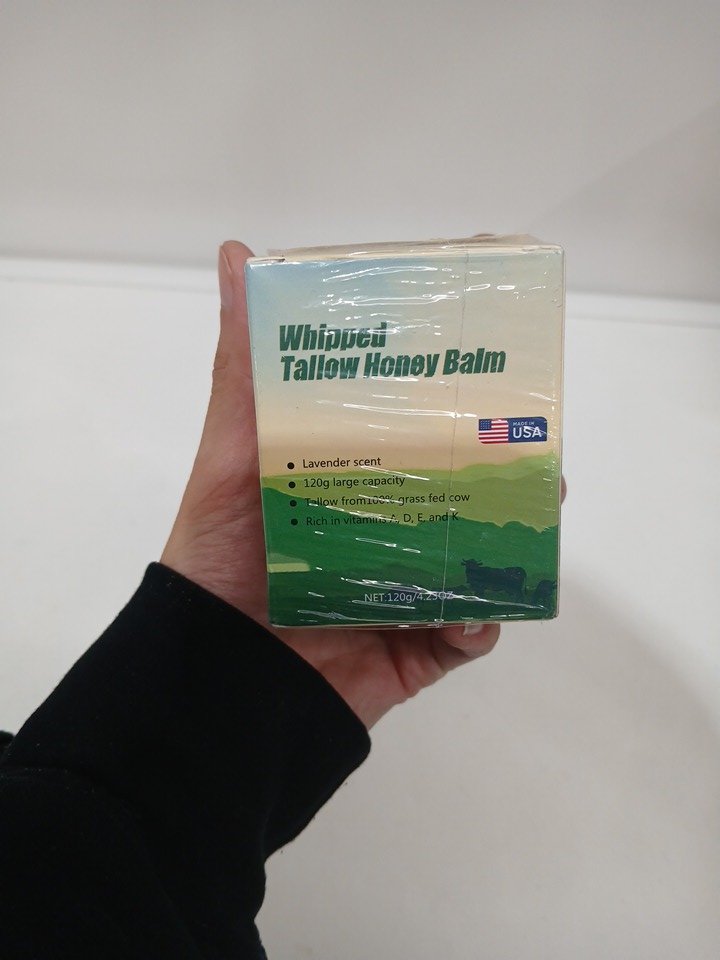 Whipped
Tallow Honey Balm
MADE IN
USA
● Lavender scent
● 120g large capacity
● Tallow from100% grass fed cow
● Rich in vitamins A, D, E, and K
NET:120g/4.23OZ